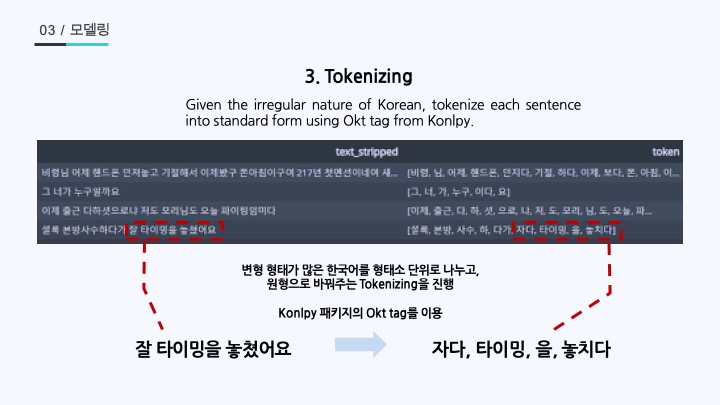 03 / 모델링
3. Tokenizing
Given the irregular nature of Korean, tokenize each sentence
into standard form using Okt tag from Konlpy.
text_stripped token
비렁님 어제 핸드폰 던져놓고 기절해서 이제봤구 쫀아침이구여 217년 첫면션이네여 새... [비렁, 님, 어제, 핸드폰, 던지다, 기절, 하다, 이제, 보다, 쫀, 아침, 이...
그 너가 누구일까요 [그, 네, 가, 누구, 이다, 요]
이제 출근 다하셧으로냐 저도 모리님도 오늘 파이팅임미다 [이제, 출근, 다, 하, 셧, 으로, 냐, 저, 도, 모리, 님, 도, 오늘, 파...
셜록 본방사수하다가 잘 타이밍을 놓쳤어요 [셜록, 본방, 사수, 하, 다가, 자다, 타이밍, 을, 놓치다]
변형 형태가 많은 한국어를 형태소 단위로 나누고,
원형으로 바꿔주는 Tokenizing을 진행
Konlpy 패키지의 Okt tag를 이용
잘 타이밍을 놓쳤어요 자다, 타이밍, 을, 놓치다